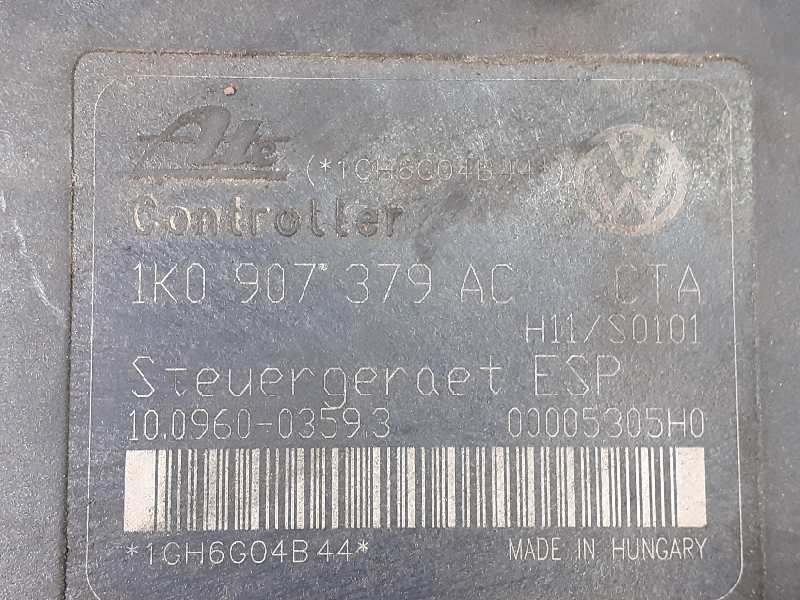 Ate
(*1GH6G04B44*)
Controller
1K0 907 379 AC CTA
H11/S0101
Steuergeraet ESP
10.0960-0359.3 00005305H0
*1GH6G04B44* MADE IN HUNGARY